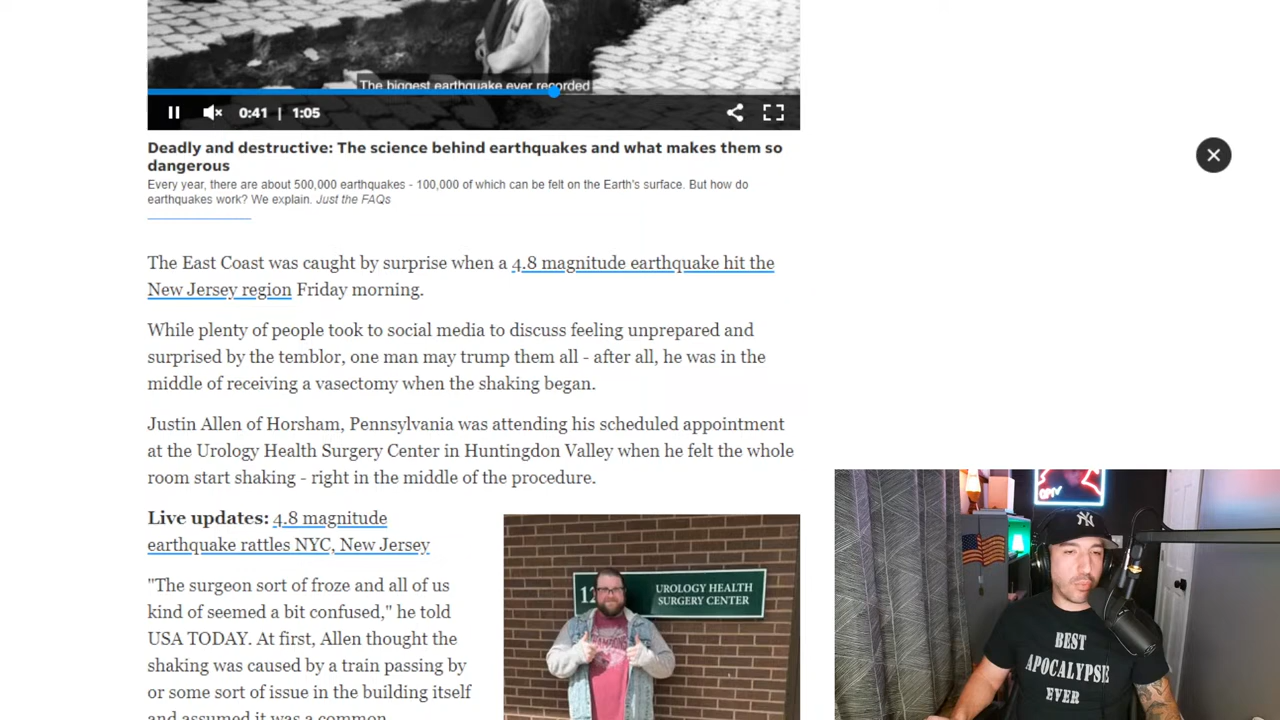 The biggest earthquake ever recorded
0:41 | 1:05
Deadly and destructive: The science behind earthquakes and what makes them so
dangerous
Every year, there are about 500,000 earthquakes - 100,000 of which can be felt on the Earth's surface. But how do
earthquakes work? We explain. Just the FAQs
The East Coast was caught by surprise when a 4.8 magnitude earthquake hit the
New Jersey region Friday morning.
While plenty of people took to social media to discuss feeling unprepared and
surprised by the temblor, one man may trump them all - after all, he was in the
middle of receiving a vasectomy when the shaking began.
Justin Allen of Horsham, Pennsylvania was attending his scheduled appointment
at the Urology Health Surgery Center in Huntingdon Valley when he felt the whole
room start shaking - right in the middle of the procedure.
Live updates: 4.8 magnitude
earthquake rattles NYC, New Jersey
"The surgeon sort of froze and all of us
kind of seemed a bit confused," he told
USA TODAY. At first, Allen thought the
shaking was caused by a train passing by
or some sort of issue in the building itself
and assumed it was a common
UROLOGY HEALTH
SURGERY CENTER
NY
BEST
APOCALYPSE
EVER